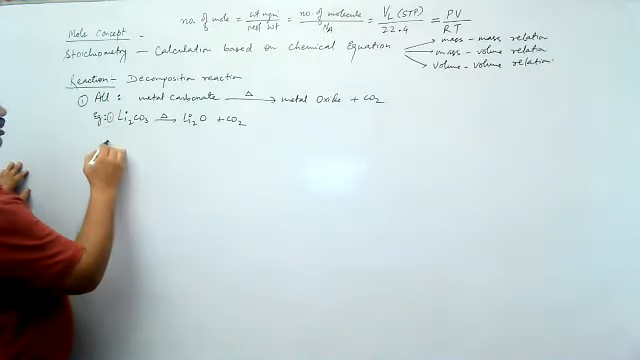 no. of mole = wt ngmi / mol wt = no. of molecule / NA = VL (STP) / 22.4 = PV / RT
Mole Concept -
Stoichiometry - Calculation based on Chemical Equation
mass - mass relation
mass - volume relation
volume - volume relation
Reaction - Decomposition reaction
① All : metal Carbonate —Δ→ metal Oxide + CO2
Eg: ① Li2CO3 —Δ→ Li2O + CO2